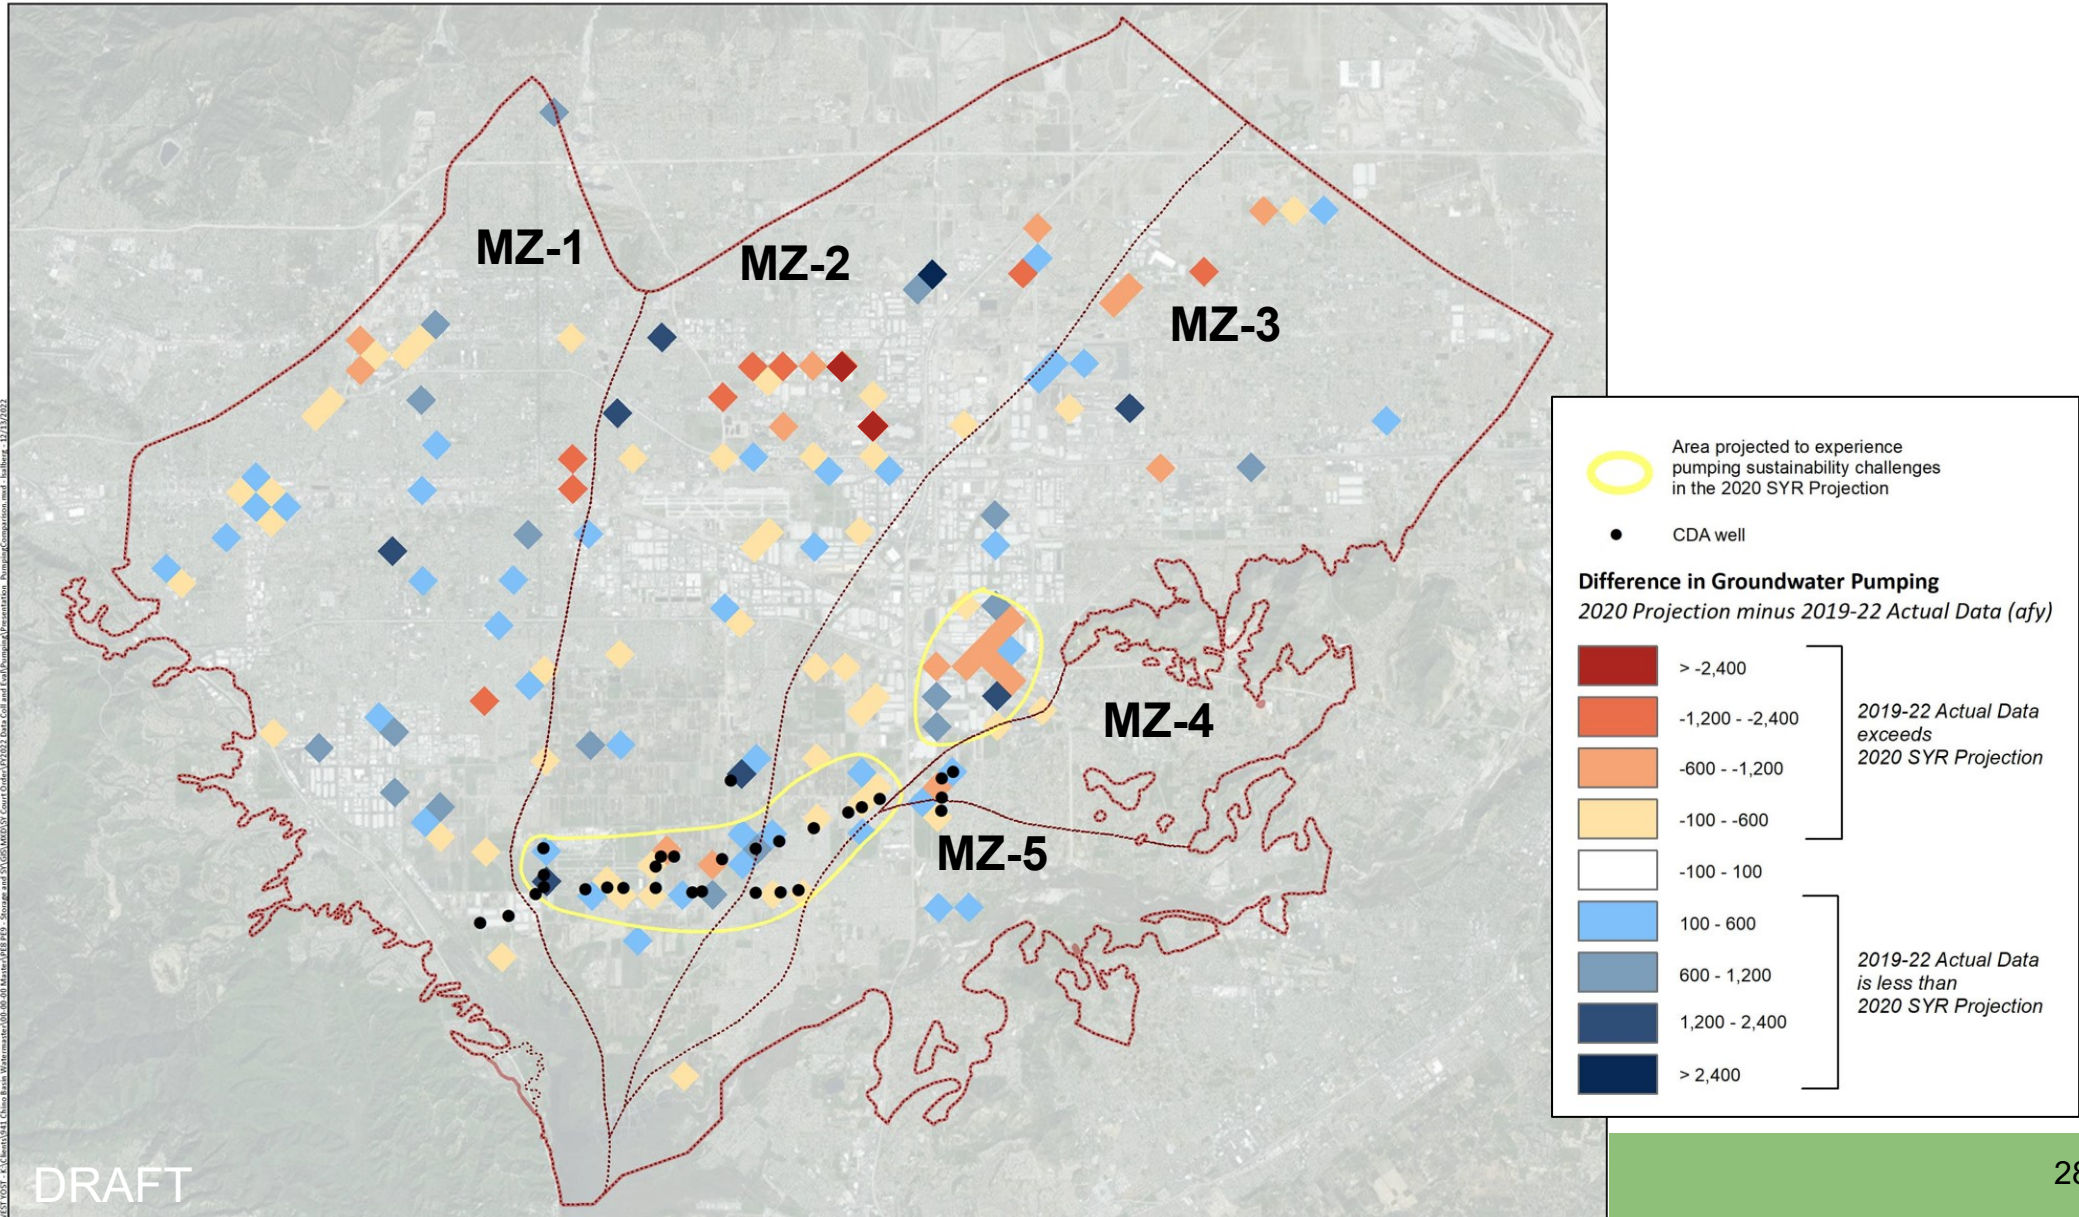 MZ-1
MZ-2
MZ-3
MZ-4
MZ-5
DRAFT
Area projected to experience
pumping sustainability challenges
in the 2020 SYR Projection
CDA well
Difference in Groundwater Pumping
2020 Projection minus 2019-22 Actual Data (afy)
> -2,400
-1,200 - -2,400
-600 - -1,200
-100 - -600
-100 - 100
100 - 600
600 - 1,200
1,200 - 2,400
> 2,400
2019-22 Actual Data
exceeds
2020 SYR Projection
2019-22 Actual Data
is less than
2020 SYR Projection
28